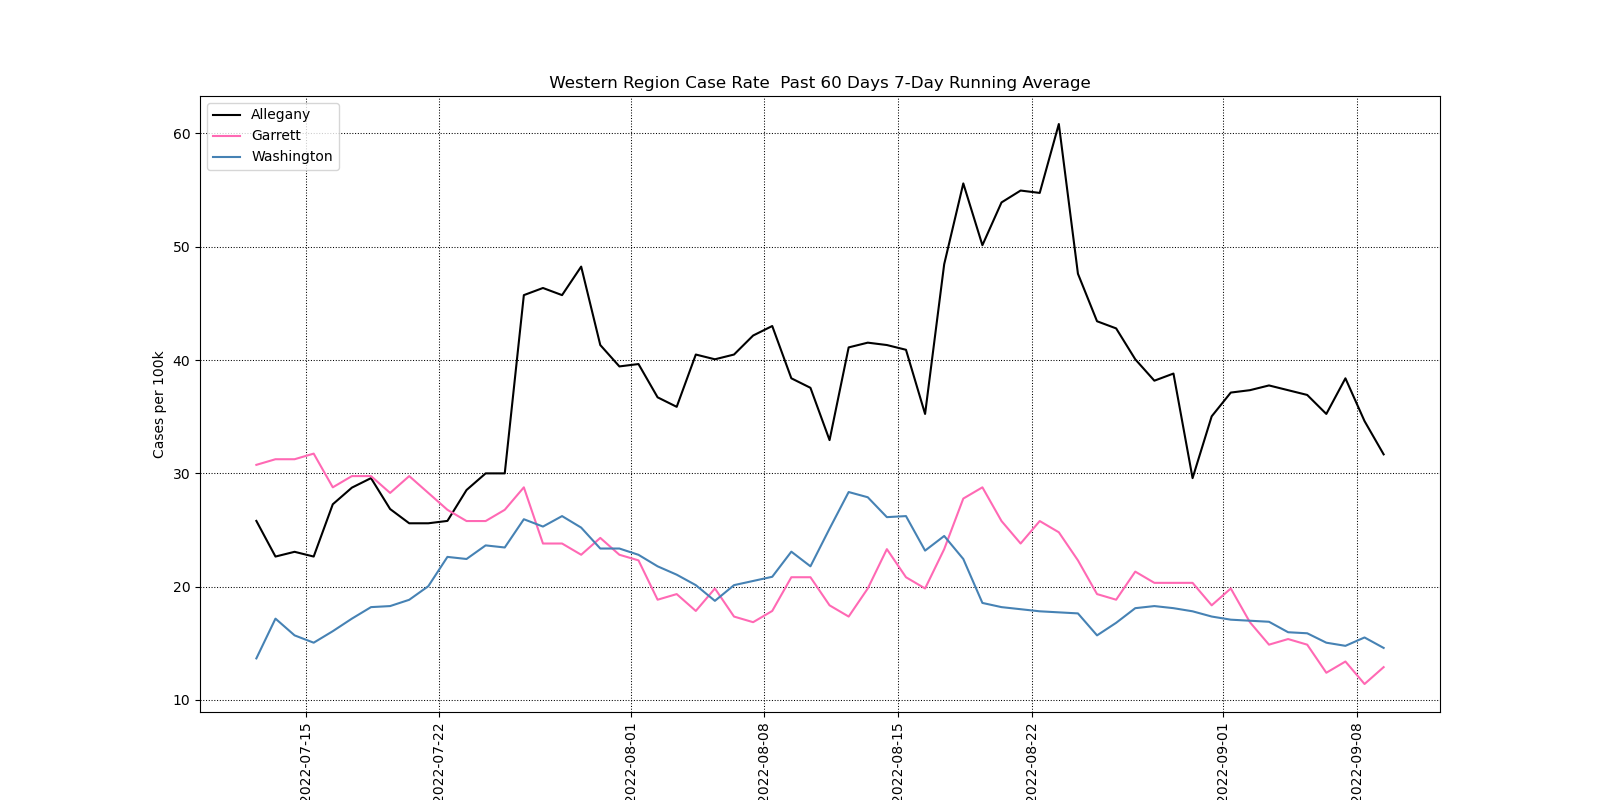 Western Region Case Rate  Past 60 Days 7-Day Running Average
Allegany
Garrett
Washington
Cases per 100k
60
50
40
30
20
10
2022-07-15
2022-07-22
2022-08-01
2022-08-08
2022-08-15
2022-08-22
2022-09-01
2022-09-08